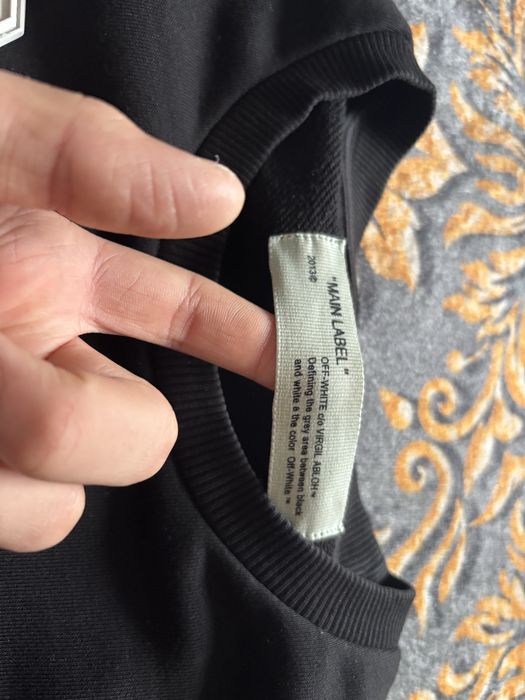 2013©
"MAIN LABEL"
OFF-WHITE c/o VIRGIL ABLOH™
Defining the grey area between black
and white a the color Off-White™